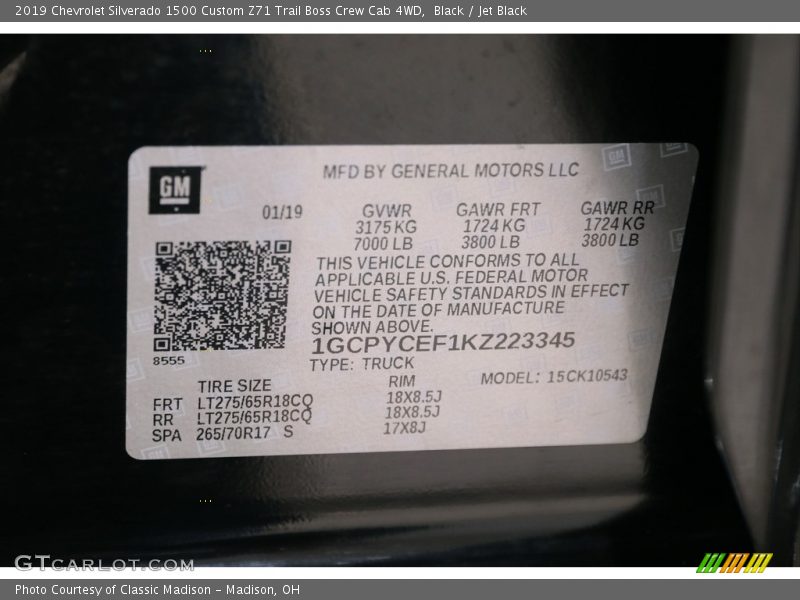 2019 Chevrolet Silverado 1500 Custom Z71 Trail Boss Crew Cab 4WD,  Black / Jet Black
GM
MFD BY GENERAL MOTORS LLC
01/19
GVWR GAWR FRT GAWR RR
3175 KG 1724 KG 1724 KG
7000 LB 3800 LB 3800 LB
THIS VEHICLE CONFORMS TO ALL
APPLICABLE U.S. FEDERAL MOTOR
VEHICLE SAFETY STANDARDS IN EFFECT
ON THE DATE OF MANUFACTURE
SHOWN ABOVE.
1GCPYCEF1KZ223345
8555
TYPE: TRUCK
MODEL: 15CK10543
TIRE SIZE RIM
FRT LT275/65R18CQ 18X8.5J
RR LT275/65R18CQ 18X8.5J
SPA 265/70R17 S 17X8J
GTCARLOT.COM
Photo Courtesy of Classic Madison - Madison, OH